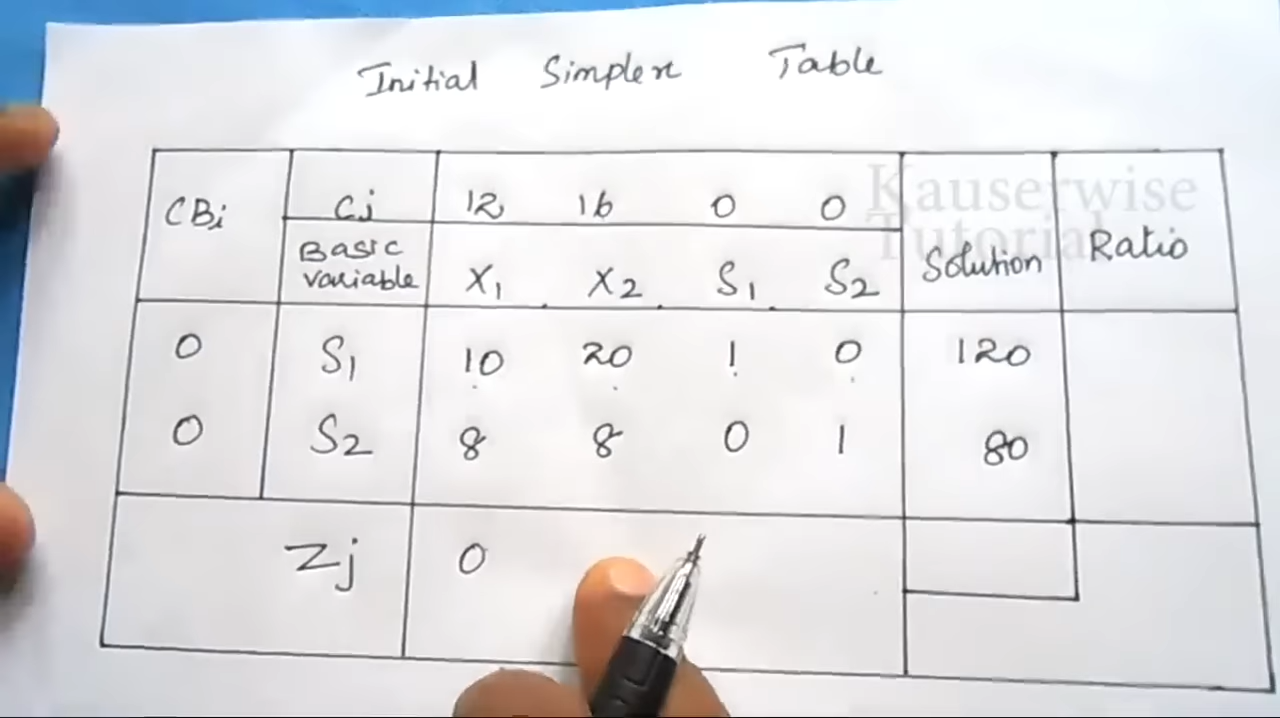 Initial Simplex Table
CBi Cj 12 16 0 0 Solution Ratio
Basic variable X1 X2 S1 S2
0 S1 10 20 1 0 120
0 S2 8 8 0 1 80
Zj 0
Kauserwise
Tutorial